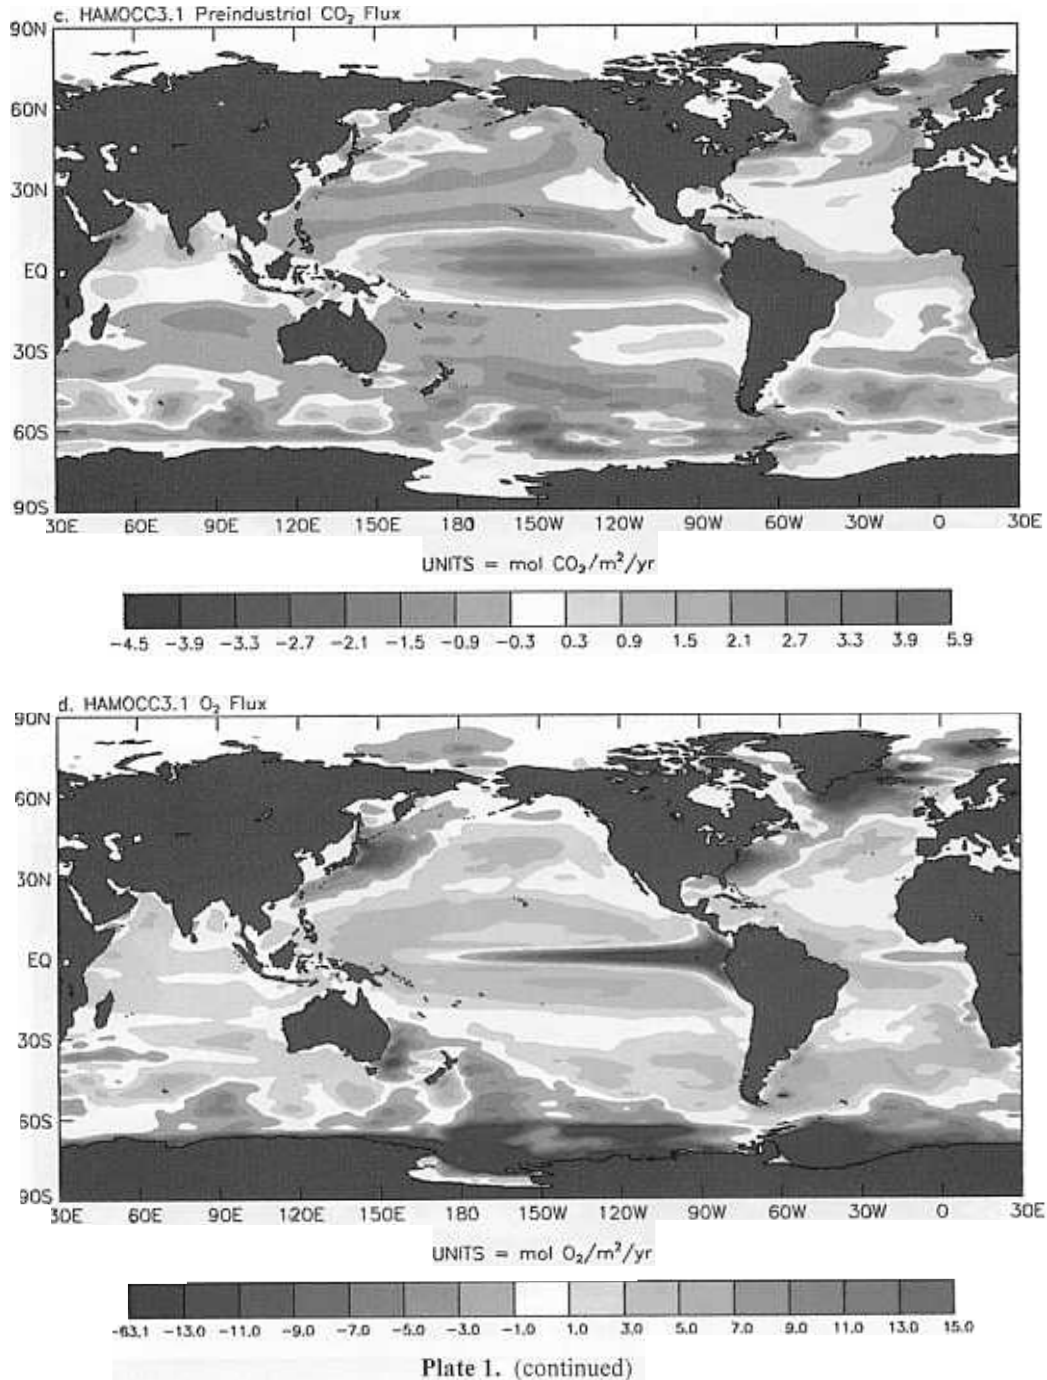 c. HAMOCC3.1 Preindustrial CO₂ Flux
90N
60N
30N
EQ
30S
60S
90S
30E 60E 90E 120E 150E 180 150W 120W 90W 60W 30W 0 30E
UNITS = mol CO₂/m²/yr
-4.5 -3.9 -3.3 -2.7 -2.1 -1.5 -0.9 -0.3 0.3 0.9 1.5 2.1 2.7 3.3 3.9 5.9
d. HAMOCC3.1 O₂ Flux
90N
60N
30N
EQ
30S
60S
90S
30E 60E 90E 120E 150E 180 150W 120W 90W 60W 30W 0 30E
UNITS = mol O₂/m²/yr
-63.1 -13.0 -11.0 -9.0 -7.0 -5.0 -3.0 -1.0 1.0 3.0 5.0 7.0 9.0 11.0 13.0 15.0
Plate 1. (continued)